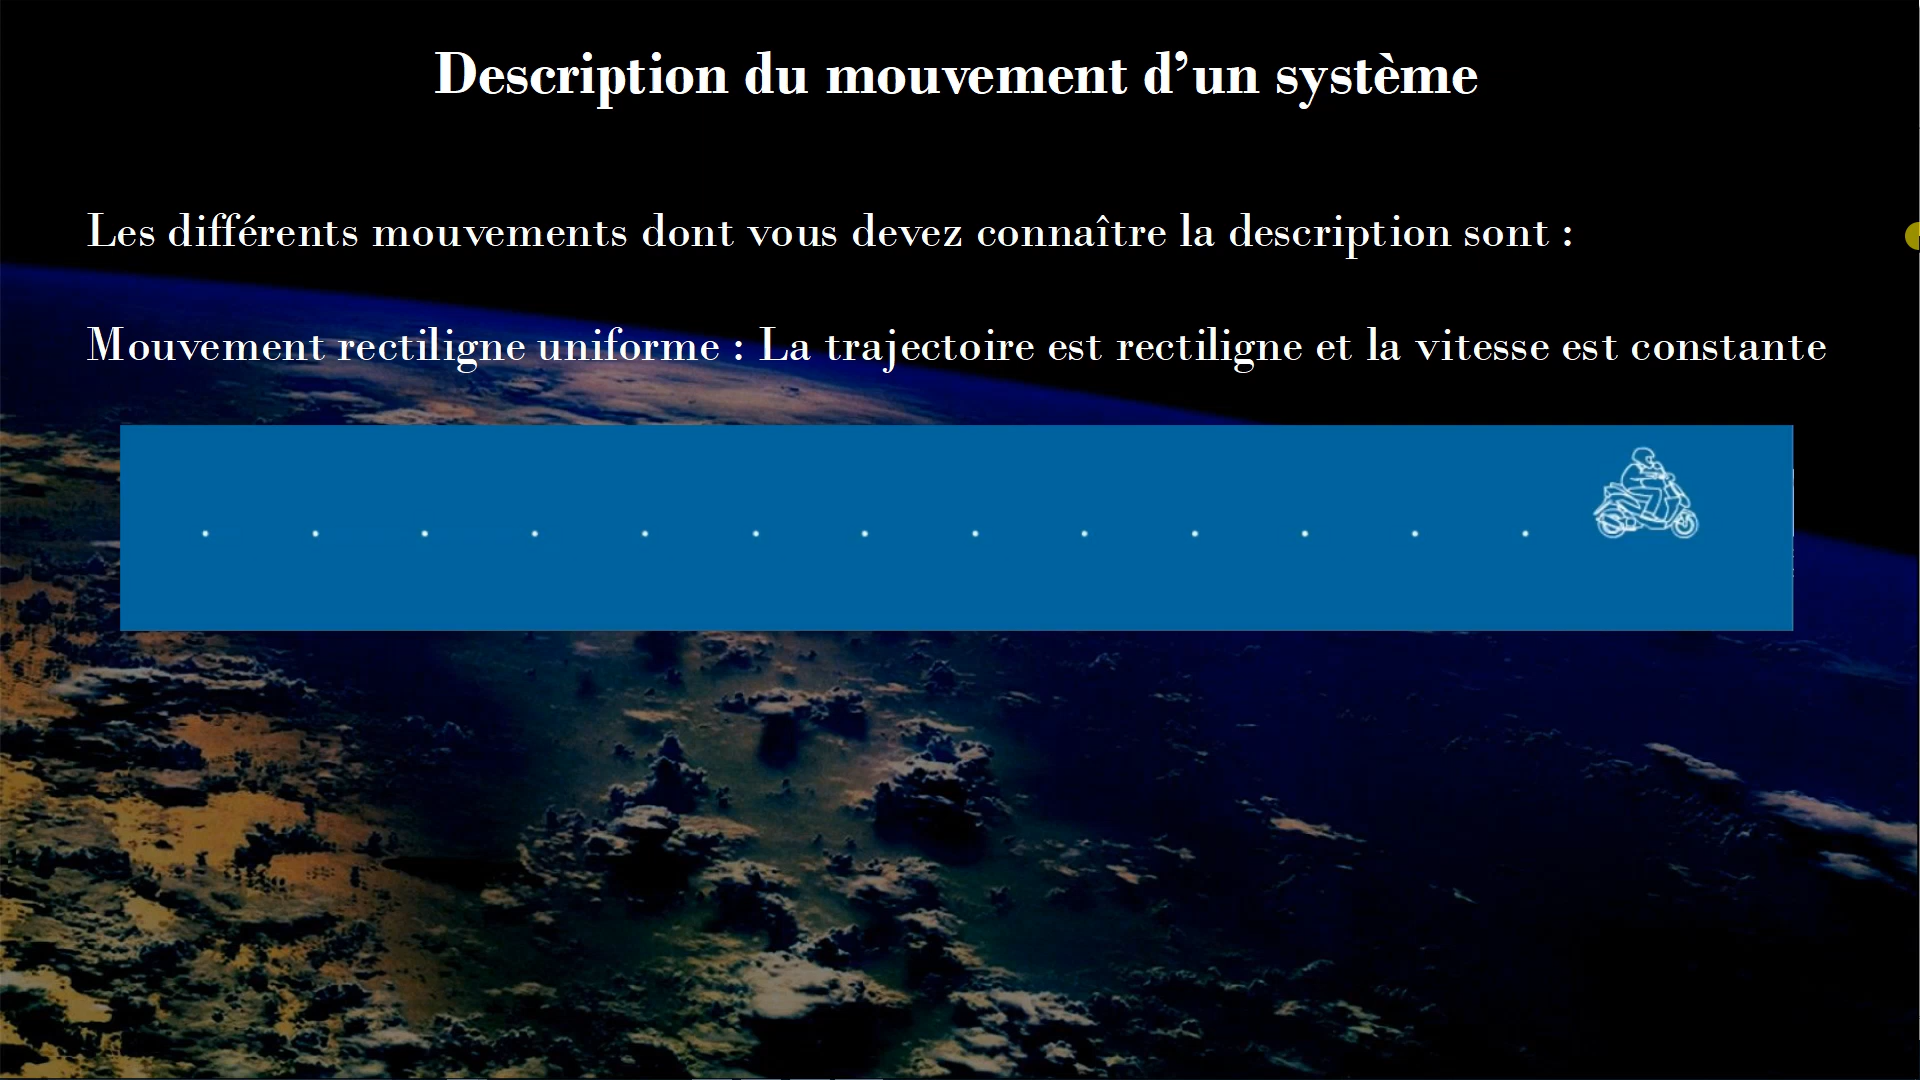 Description du mouvement d’un système
Les différents mouvements dont vous devez connaître la description sont :
Mouvement rectiligne uniforme : La trajectoire est rectiligne et la vitesse est constante